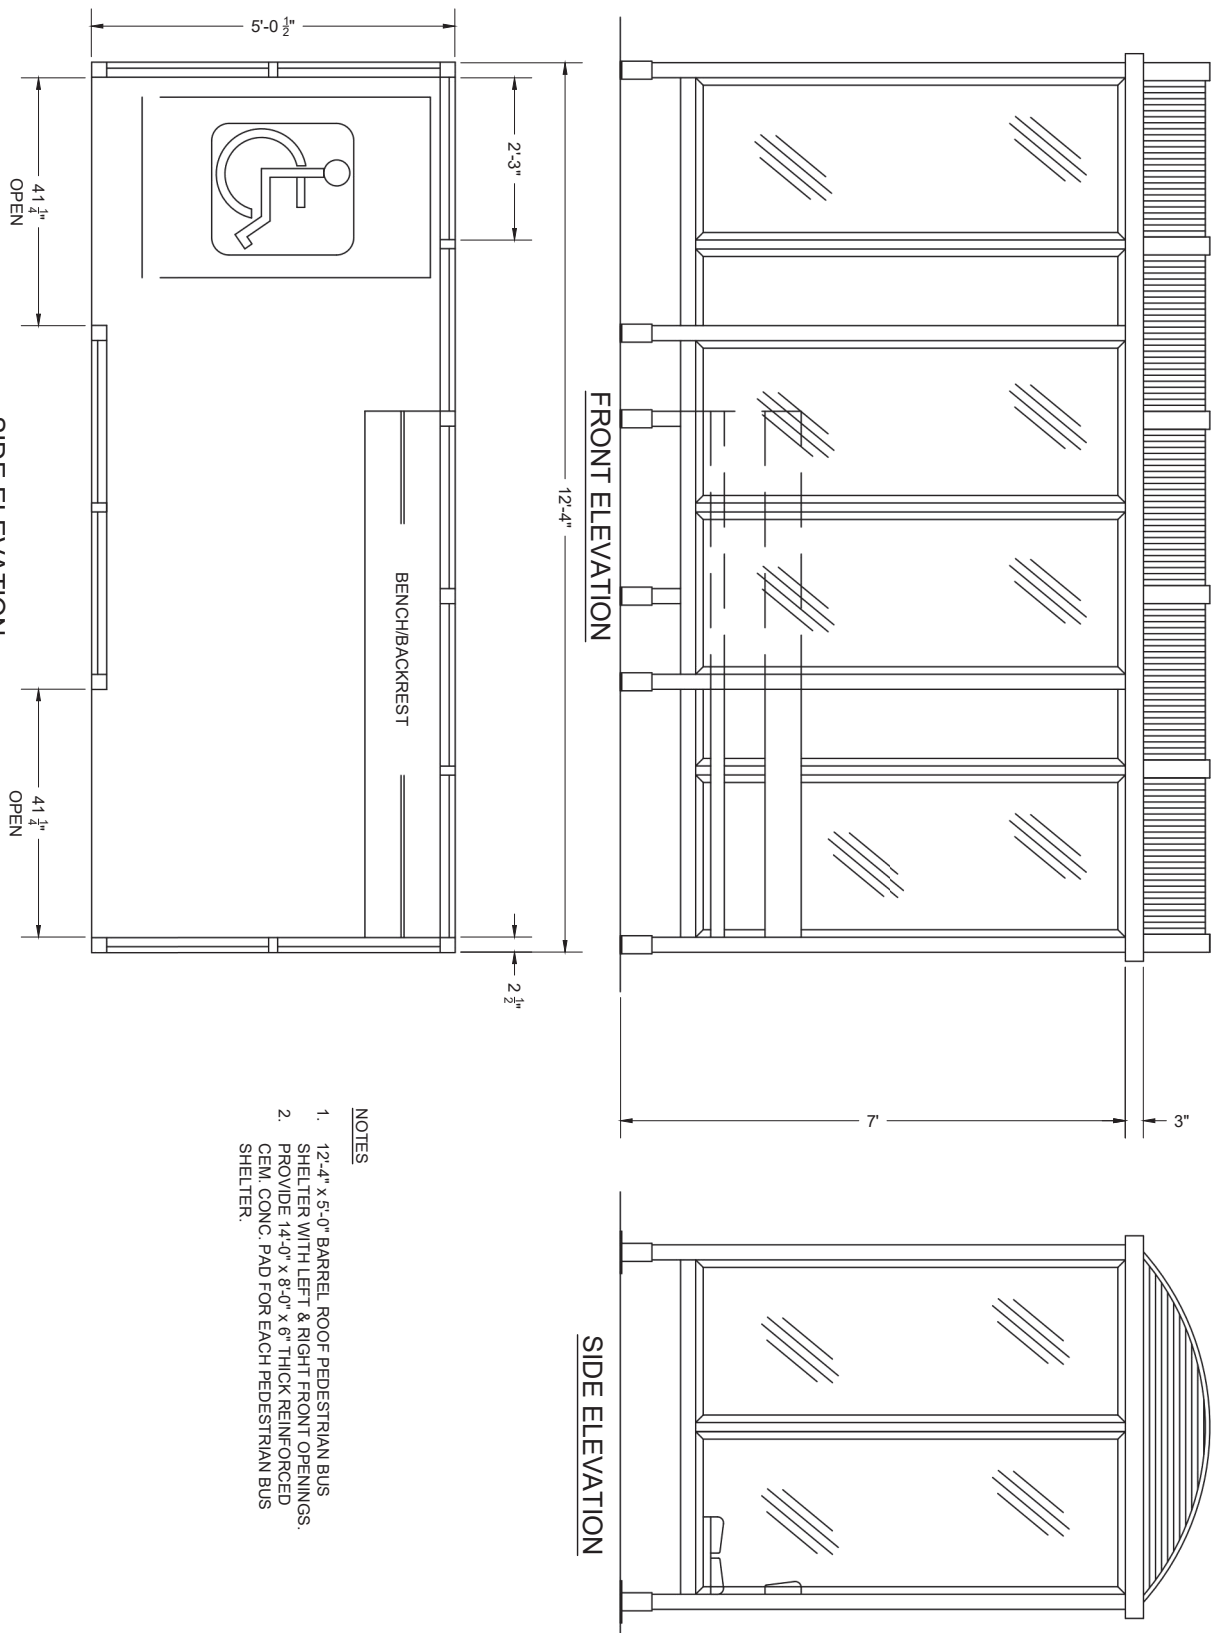 FRONT ELEVATION
7'
3"
SIDE ELEVATION
12'-4"
2'-3"
2 1/2"
5'-0 1/2"
BENCH/BACKREST
41 1/4"
OPEN
41 1/4"
OPEN
SIDE ELEVATION
NOTES
1. 12'-4" x 5'-0" BARREL ROOF PEDESTRIAN BUS
SHELTER WITH LEFT & RIGHT FRONT OPENINGS.
2. PROVIDE 14'-0" x 8'-0" x 6" THICK REINFORCED
CEM. CONC. PAD FOR EACH PEDESTRIAN BUS
SHELTER.